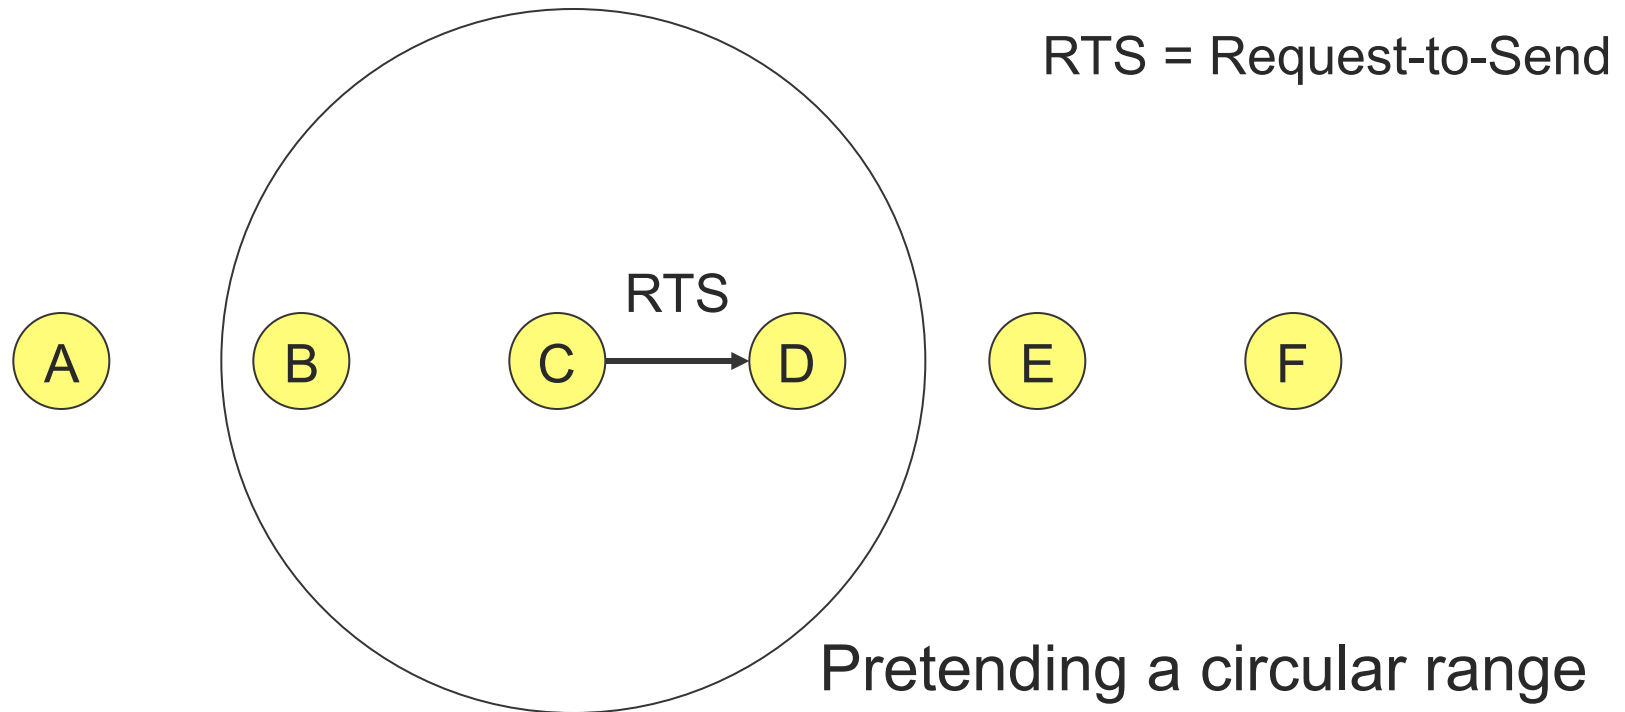 RTS = Request-to-Send
RTS
A B C D E F
Pretending a circular range